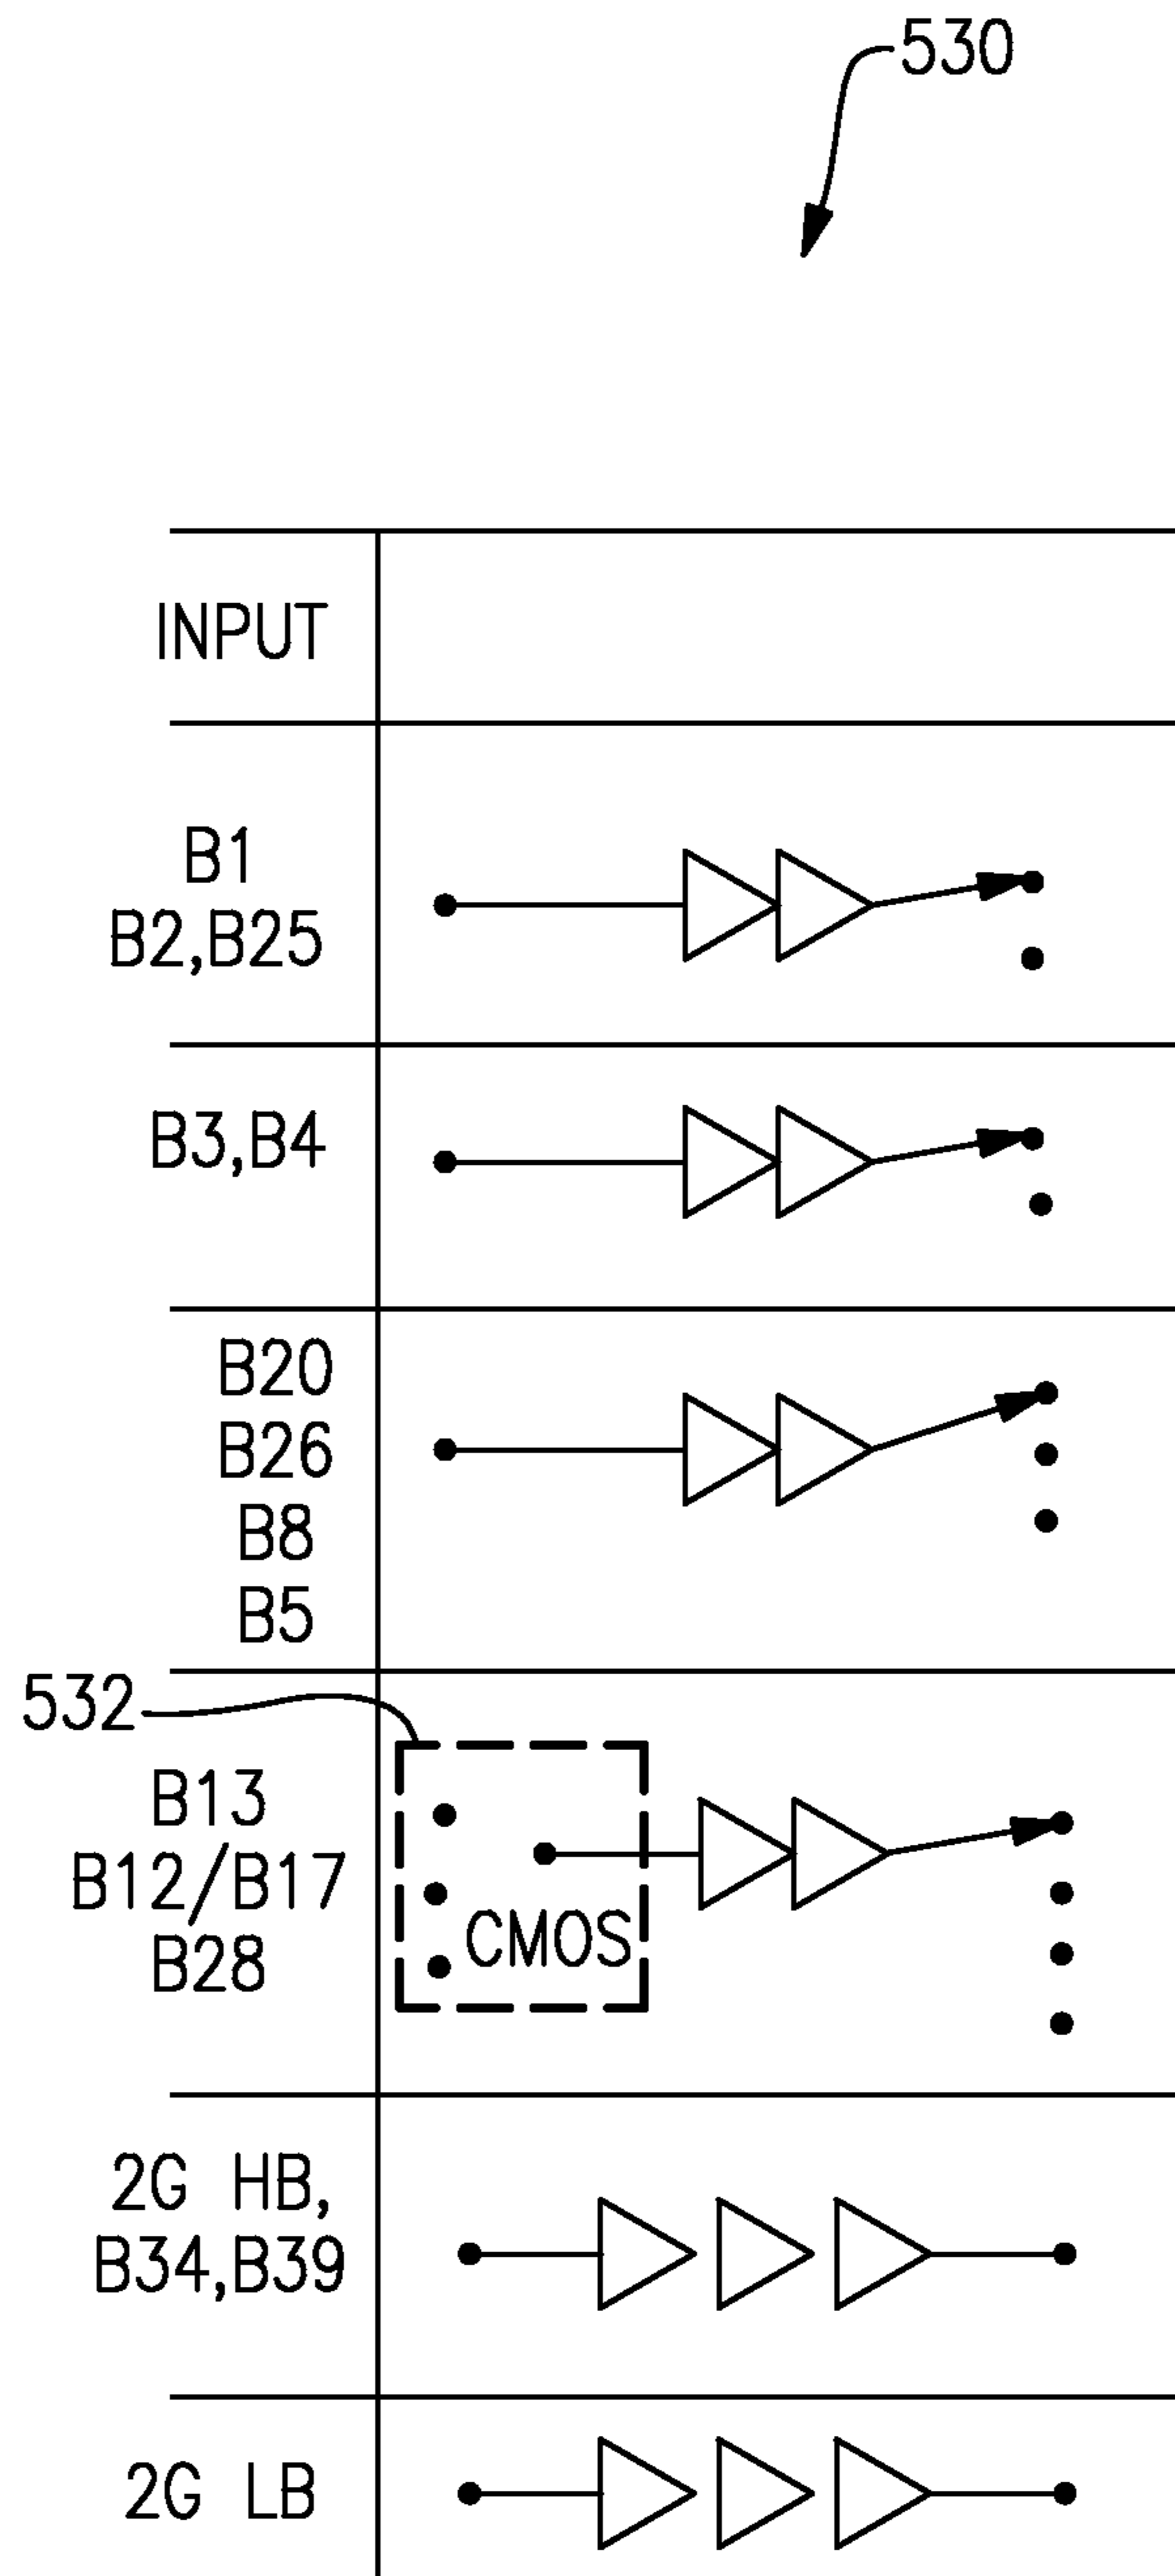 530
INPUT
B1
B2,B25
B3,B4
B20
B26
B8
B5
532
B13
B12/B17
B28
CMOS
2G HB,
B34,B39
2G LB